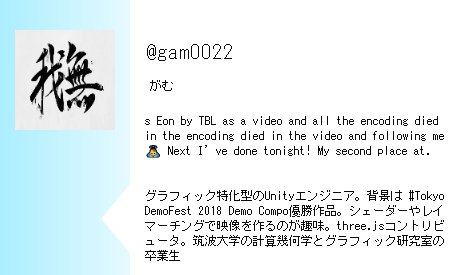 我無
@gam0022
がむ
s Eon by TBL as a video and all the encoding died
in the encoding died in the video and following me
Next I've done tonight! My second place at.
グラフィック特化型のUnityエンジニア。背景は #Tokyo
DemoFest 2018 Demo Compo優勝作品。シェーダーやレイ
マーチングで映像を作るのが趣味。three.jsコントリビ
ュータ。筑波大学の計算幾何学とグラフィック研究室の
卒業生